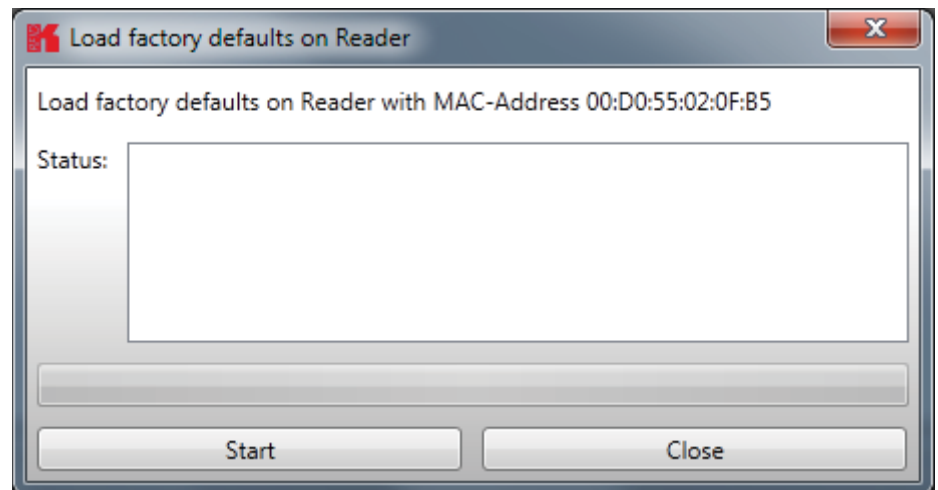 Load factory defaults on Reader
Load factory defaults on Reader with MAC-Address 00:D0:55:02:0F:B5
Status:
Start
Close